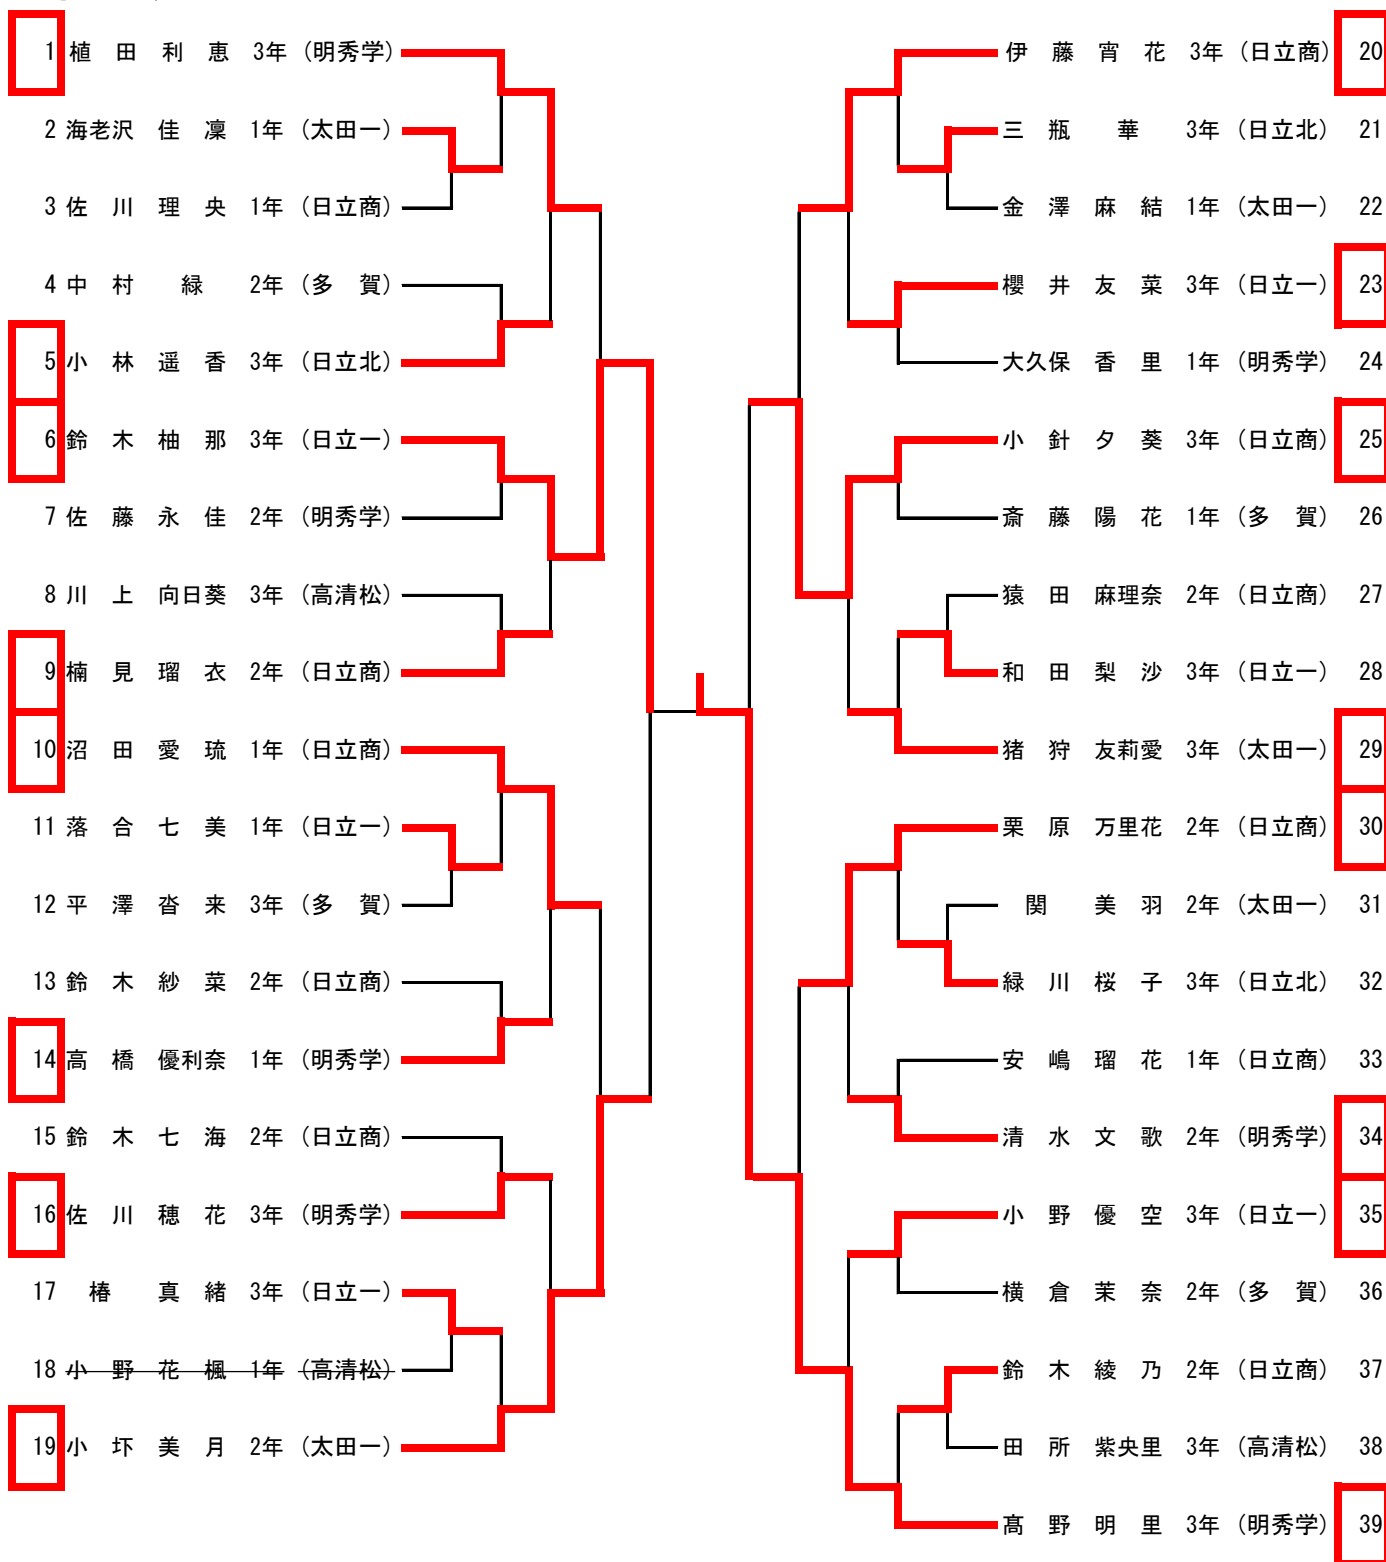 1 植 田 利 恵 3年 (明秀学)
2 海老沢 佳 凜 1年 (太田一)
3 佐 川 理 央 1年 (日立商)
4 中 村 緑 2年 (多 賀)
5 小 林 遥 香 3年 (日立北)
6 鈴 木 柚 那 3年 (日立一)
7 佐 藤 永 佳 2年 (明秀学)
8 川 上 向日葵 3年 (高清松)
9 楠 見 瑠 衣 2年 (日立商)
10 沼 田 愛 琉 1年 (日立商)
11 落 合 七 美 1年 (日立一)
12 平 澤 沓 来 3年 (多 賀)
13 鈴 木 紗 菜 2年 (日立商)
14 高 橋 優利奈 1年 (明秀学)
15 鈴 木 七 海 2年 (日立商)
16 佐 川 穂 花 3年 (明秀学)
17 椿 真 緒 3年 (日立一)
18 小 野 花 楓 1年 (高清松)
19 小 坏 美 月 2年 (太田一)
伊 藤 宵 花 3年 (日立商) 20
三 瓶 華 3年 (日立北) 21
金 澤 麻 結 1年 (太田一) 22
櫻 井 友 菜 3年 (日立一) 23
大久保 香 里 1年 (明秀学) 24
小 針 夕 葵 3年 (日立商) 25
斎 藤 陽 花 1年 (多 賀) 26
猿 田 麻理奈 2年 (日立商) 27
和 田 梨 沙 3年 (日立一) 28
猪 狩 友莉愛 3年 (太田一) 29
栗 原 万里花 2年 (日立商) 30
関 美 羽 2年 (太田一) 31
緑 川 桜 子 3年 (日立北) 32
安 嶋 瑠 花 1年 (日立商) 33
清 水 文 歌 2年 (明秀学) 34
小 野 優 空 3年 (日立一) 35
横 倉 茉 奈 2年 (多 賀) 36
鈴 木 綾 乃 2年 (日立商) 37
田 所 紫央里 3年 (高清松) 38
髙 野 明 里 3年 (明秀学) 39